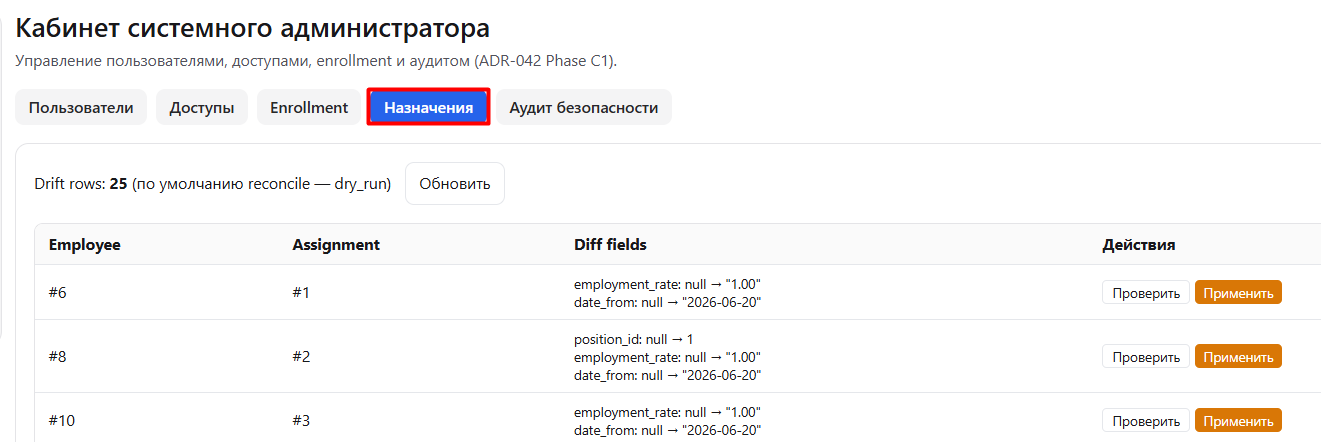 Кабинет системного администратора
Управление пользователями, доступами, enrollment и аудитом (ADR-042 Phase C1).
Пользователи Доступы Enrollment Назначения Аудит безопасности
Drift rows: 25 (по умолчанию reconcile — dry_run) Обновить
Employee Assignment Diff fields Действия
#6 #1 employment_rate: null → "1.00"
date_from: null → "2026-06-20" Проверить Применить
#8 #2 position_id: null → 1
employment_rate: null → "1.00"
date_from: null → "2026-06-20" Проверить Применить
#10 #3 employment_rate: null → "1.00"
date_from: null → "2026-06-20" Проверить Применить